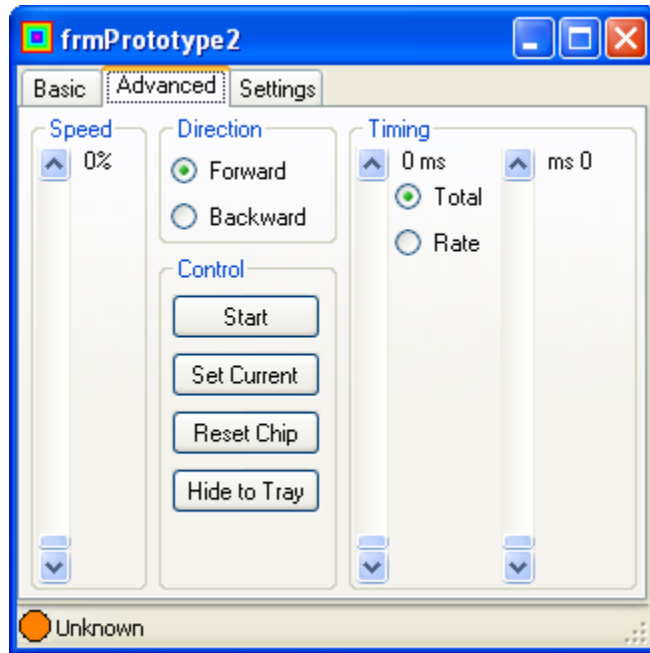 frmPrototype2
Basic Advanced Settings
Speed
0%
Direction
Forward
Backward
Control
Start
Set Current
Reset Chip
Hide to Tray
Timing
0 ms
Total
Rate
ms 0
Unknown